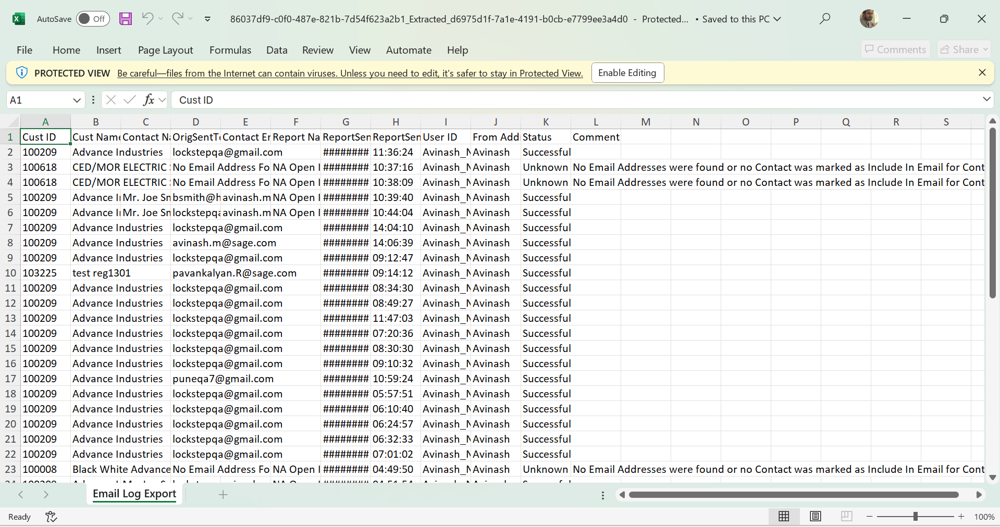 AutoSave Off 86037df9-c0f0-487e-821b-7d54f623a2b1_Extracted_d6975d1f-7a1e-4191-b0cb-e7799ee3a4d0 - Protected... • Saved to this PC
File Home Insert Page Layout Formulas Data Review View Automate Help Comments Share
PROTECTED VIEW Be careful—files from the Internet can contain viruses. Unless you need to edit, it's safer to stay in Protected View. Enable Editing
A1 fx Cust ID
A B C D E F G H I J K L M N O P Q R S
1 Cust ID Cust Name Contact Na OrigSentTo Contact Em Report Na ReportSen ReportSen User ID From Add Status Comment
2 100209 Advance Industries lockstepqa@gmail.com ######## 11:36:24 Avinash_N Avinash Successful
3 100618 CED/MOR ELECTRIC No Email Address Fo NA Open I ######## 10:37:16 Avinash_N Avinash Unknown No Email Addresses were found or no Contact was marked as Include In Email for Cont
4 100618 CED/MOR ELECTRIC No Email Address Fo NA Open I ######## 10:38:09 Avinash_N Avinash Unknown No Email Addresses were found or no Contact was marked as Include In Email for Cont
5 100209 Advance I Mr. Joe Sm bsmith@h avinash.m NA Open I ######## 10:39:40 Avinash_N Avinash Successful
6 100209 Advance I Mr. Joe Sm lockstepqa avinash.m NA Open I ######## 10:44:04 Avinash_N Avinash Successful
7 100209 Advance Industries lockstepqa@gmail.com ######## 14:04:10 Avinash_N Avinash Successful
8 100209 Advance Industries avinash.m@sage.com ######## 14:06:39 Avinash_N Avinash Successful
9 100209 Advance Industries lockstepqa@gmail.com ######## 09:12:47 Avinash_N Avinash Successful
10 103225 test reg1301 pavankalyan.R@sage.com ######## 09:14:12 Avinash_N Avinash Successful
11 100209 Advance Industries lockstepqa@gmail.com ######## 08:34:30 Avinash_N Avinash Successful
12 100209 Advance Industries lockstepqa@gmail.com ######## 08:49:27 Avinash_N Avinash Successful
13 100209 Advance Industries lockstepqa@gmail.com ######## 11:47:03 Avinash_N Avinash Successful
14 100209 Advance Industries lockstepqa@gmail.com ######## 07:20:36 Avinash_N Avinash Successful
15 100209 Advance Industries lockstepqa@gmail.com ######## 08:30:30 Avinash_N Avinash Successful
16 100209 Advance Industries lockstepqa@gmail.com ######## 09:10:32 Avinash_N Avinash Successful
17 100209 Advance Industries puneqa7@gmail.com ######## 10:59:24 Avinash_N Avinash Successful
18 100209 Advance Industries lockstepqa@gmail.com ######## 05:57:51 Avinash_N Avinash Successful
19 100209 Advance Industries lockstepqa@gmail.com ######## 06:10:40 Avinash_N Avinash Successful
20 100209 Advance Industries lockstepqa@gmail.com ######## 06:24:57 Avinash_N Avinash Successful
21 100209 Advance Industries lockstepqa@gmail.com ######## 06:32:33 Avinash_N Avinash Successful
22 100209 Advance Industries lockstepqa@gmail.com ######## 07:01:02 Avinash_N Avinash Successful
23 100008 Black White Advance No Email Address Fo NA Open I ######## 04:49:50 Avinash_N Avinash Unknown No Email Addresses were found or no Contact was marked as Include In Email for Cont
Email Log Export
Ready 100%